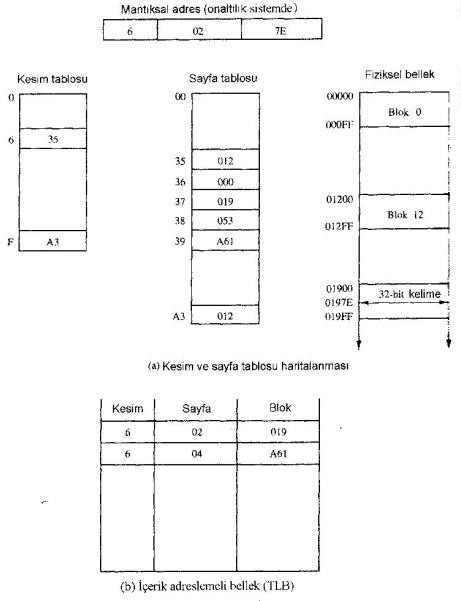 Mantıksal adres (onaltılık sistemde)
6 02 7E
Kesim tablosu
0
6 35
F A3
Sayfa tablosu
00
35 012
36 000
37 019
38 053
39 A61
A3 012
Fiziksel bellek
00000
Blok 0
000FF
01200
Blok 12
012FF
01900
32-bit kelime
0197E
019FF
(a) Kesim ve sayfa tablosu haritalanması
Kesim Sayfa Blok
6 02 019
6 04 A61
(b) İçerik adreslemeli bellek (TLB)